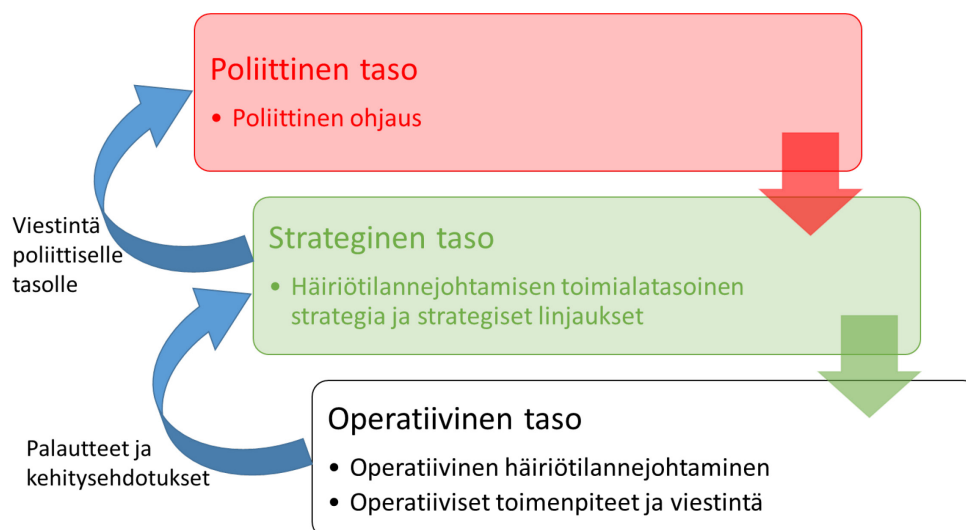 Poliittinen taso
• Poliittinen ohjaus
Viestintä
poliittiselle
tasolle
Strateginen taso
• Häiriötilannejohtamisen toimialatasoinen
strategia ja strategiset linjaukset
Palautteet ja
kehitysehdotukset
Operatiivinen taso
• Operatiivinen häiriötilannejohtaminen
• Operatiiviset toimenpiteet ja viestintä